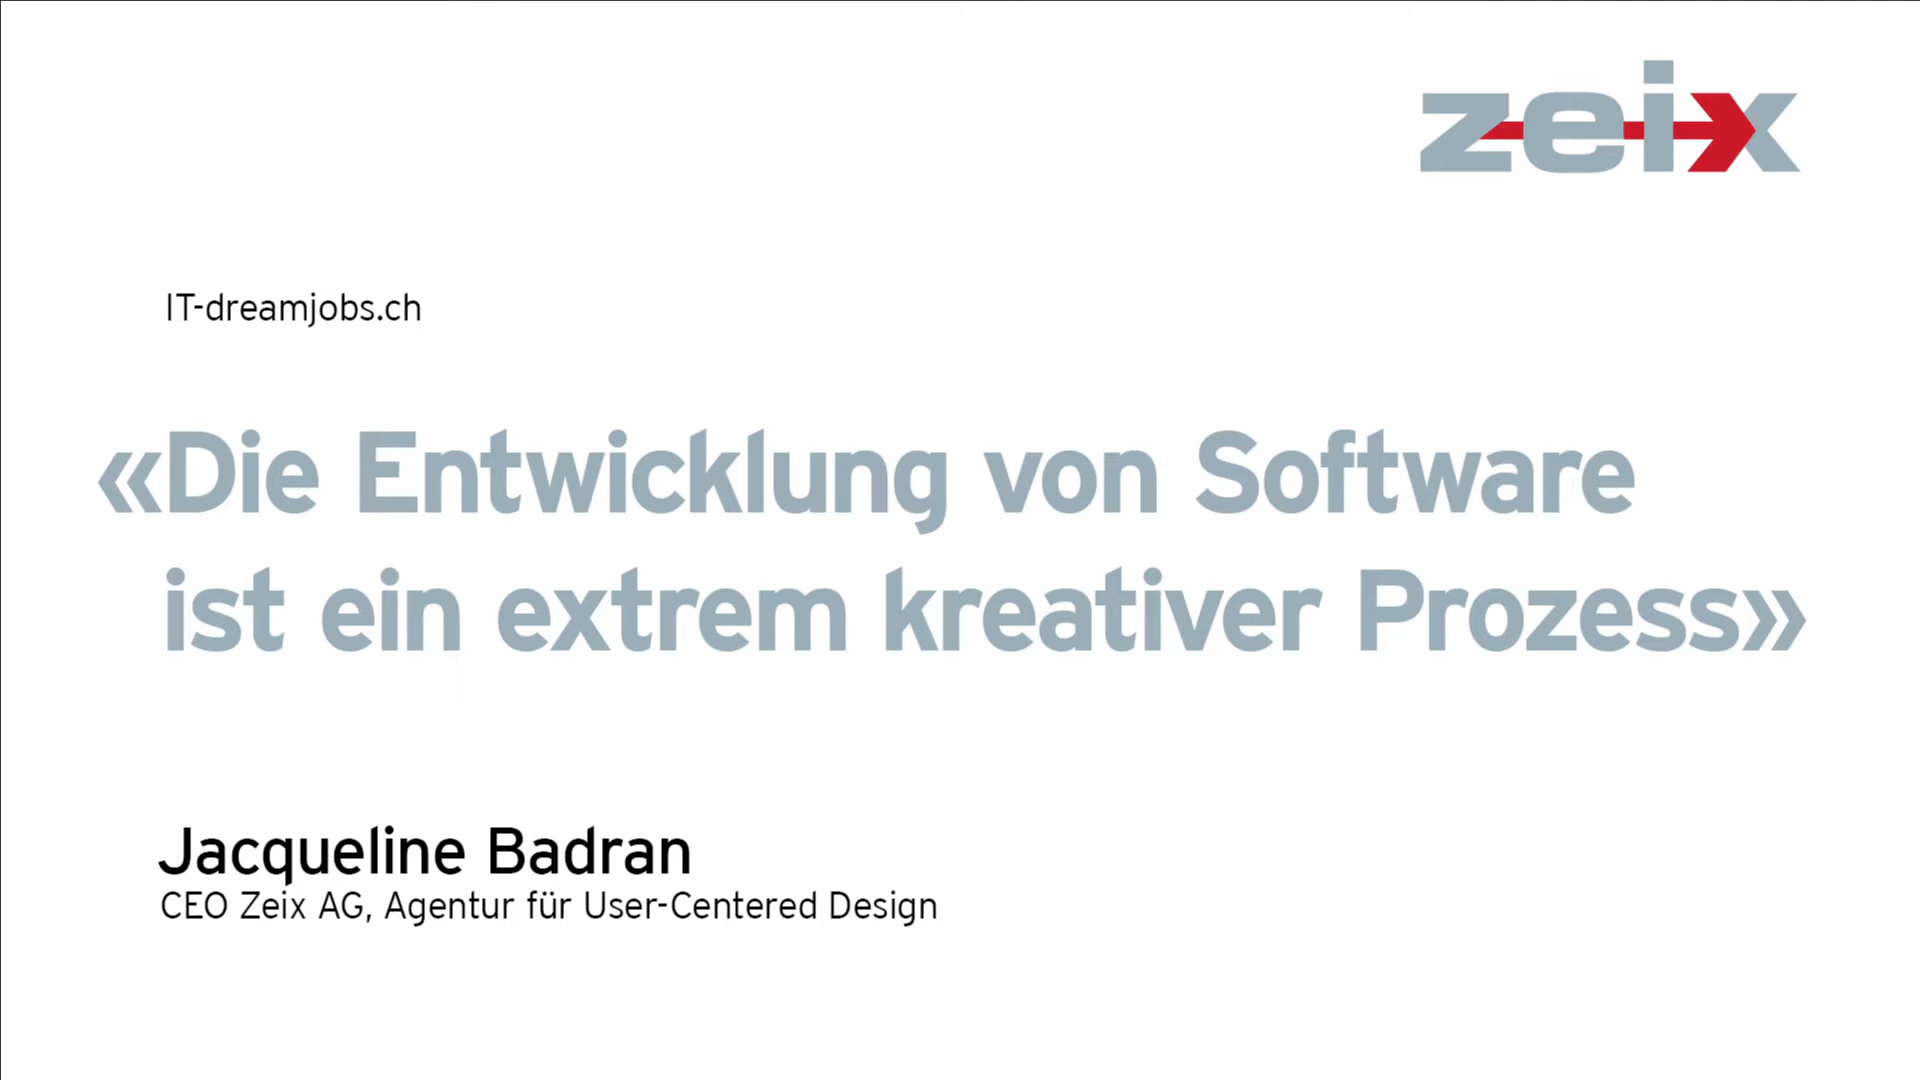 zeix
IT-dreamjobs.ch
«Die Entwicklung von Software
ist ein extrem kreativer Prozess»
Jacqueline Badran
CEO Zeix AG, Agentur für User-Centered Design